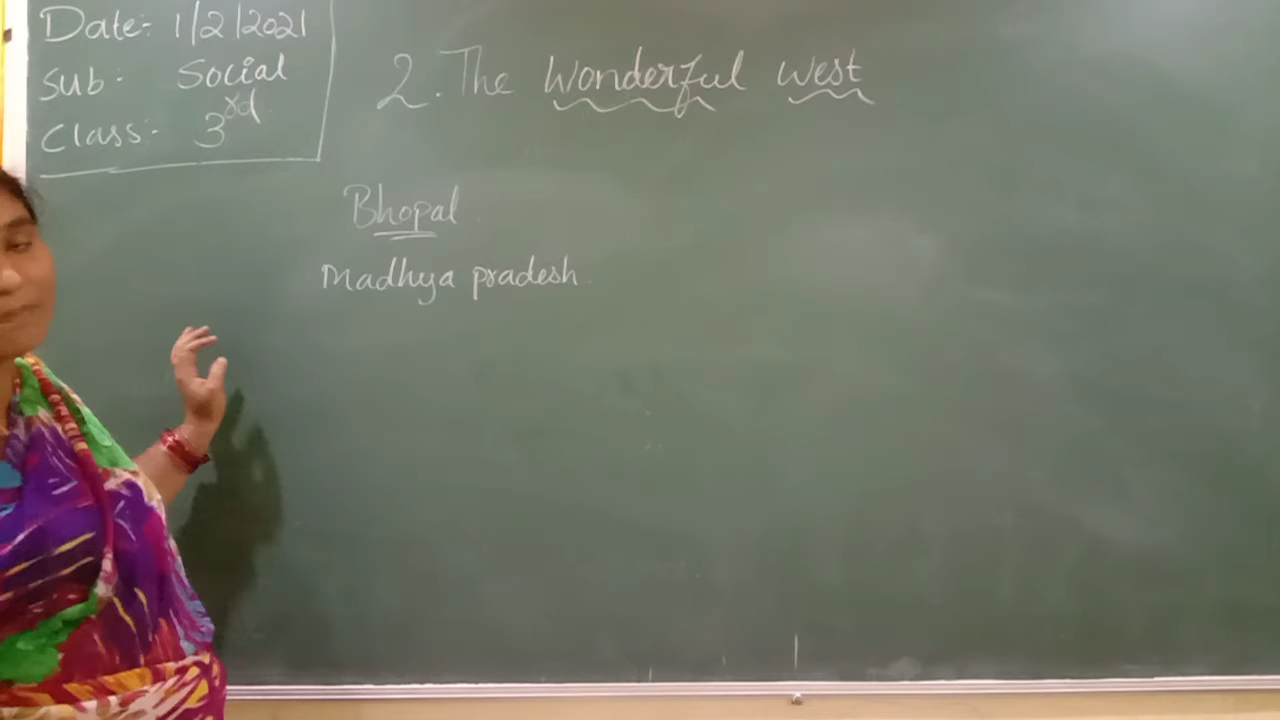 Date:- 1/2/2021
Sub:- Social
Class:- 3rd
2. The Wonderful West
Bhopal
Madhya pradesh